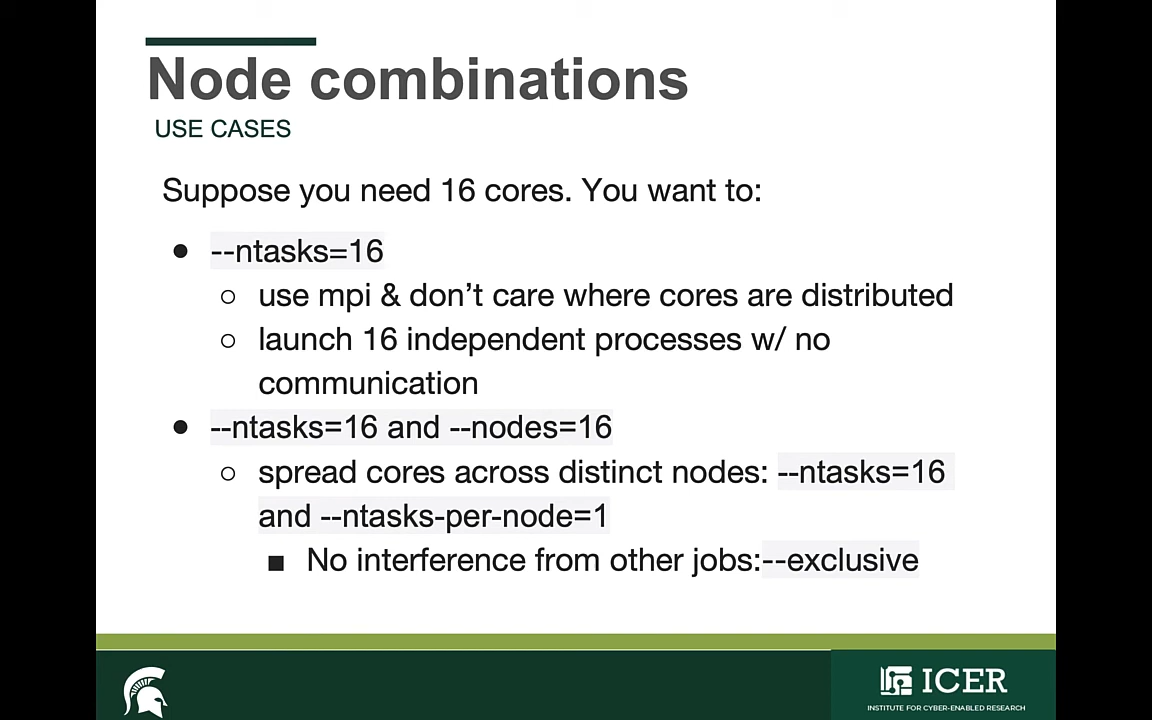 Node combinations
USE CASES
Suppose you need 16 cores. You want to:
● --ntasks=16
○ use mpi & don’t care where cores are distributed
○ launch 16 independent processes w/ no
communication
● --ntasks=16 and --nodes=16
○ spread cores across distinct nodes: --ntasks=16
and --ntasks-per-node=1
■ No interference from other jobs:--exclusive
ICER
INSTITUTE FOR CYBER-ENABLED RESEARCH